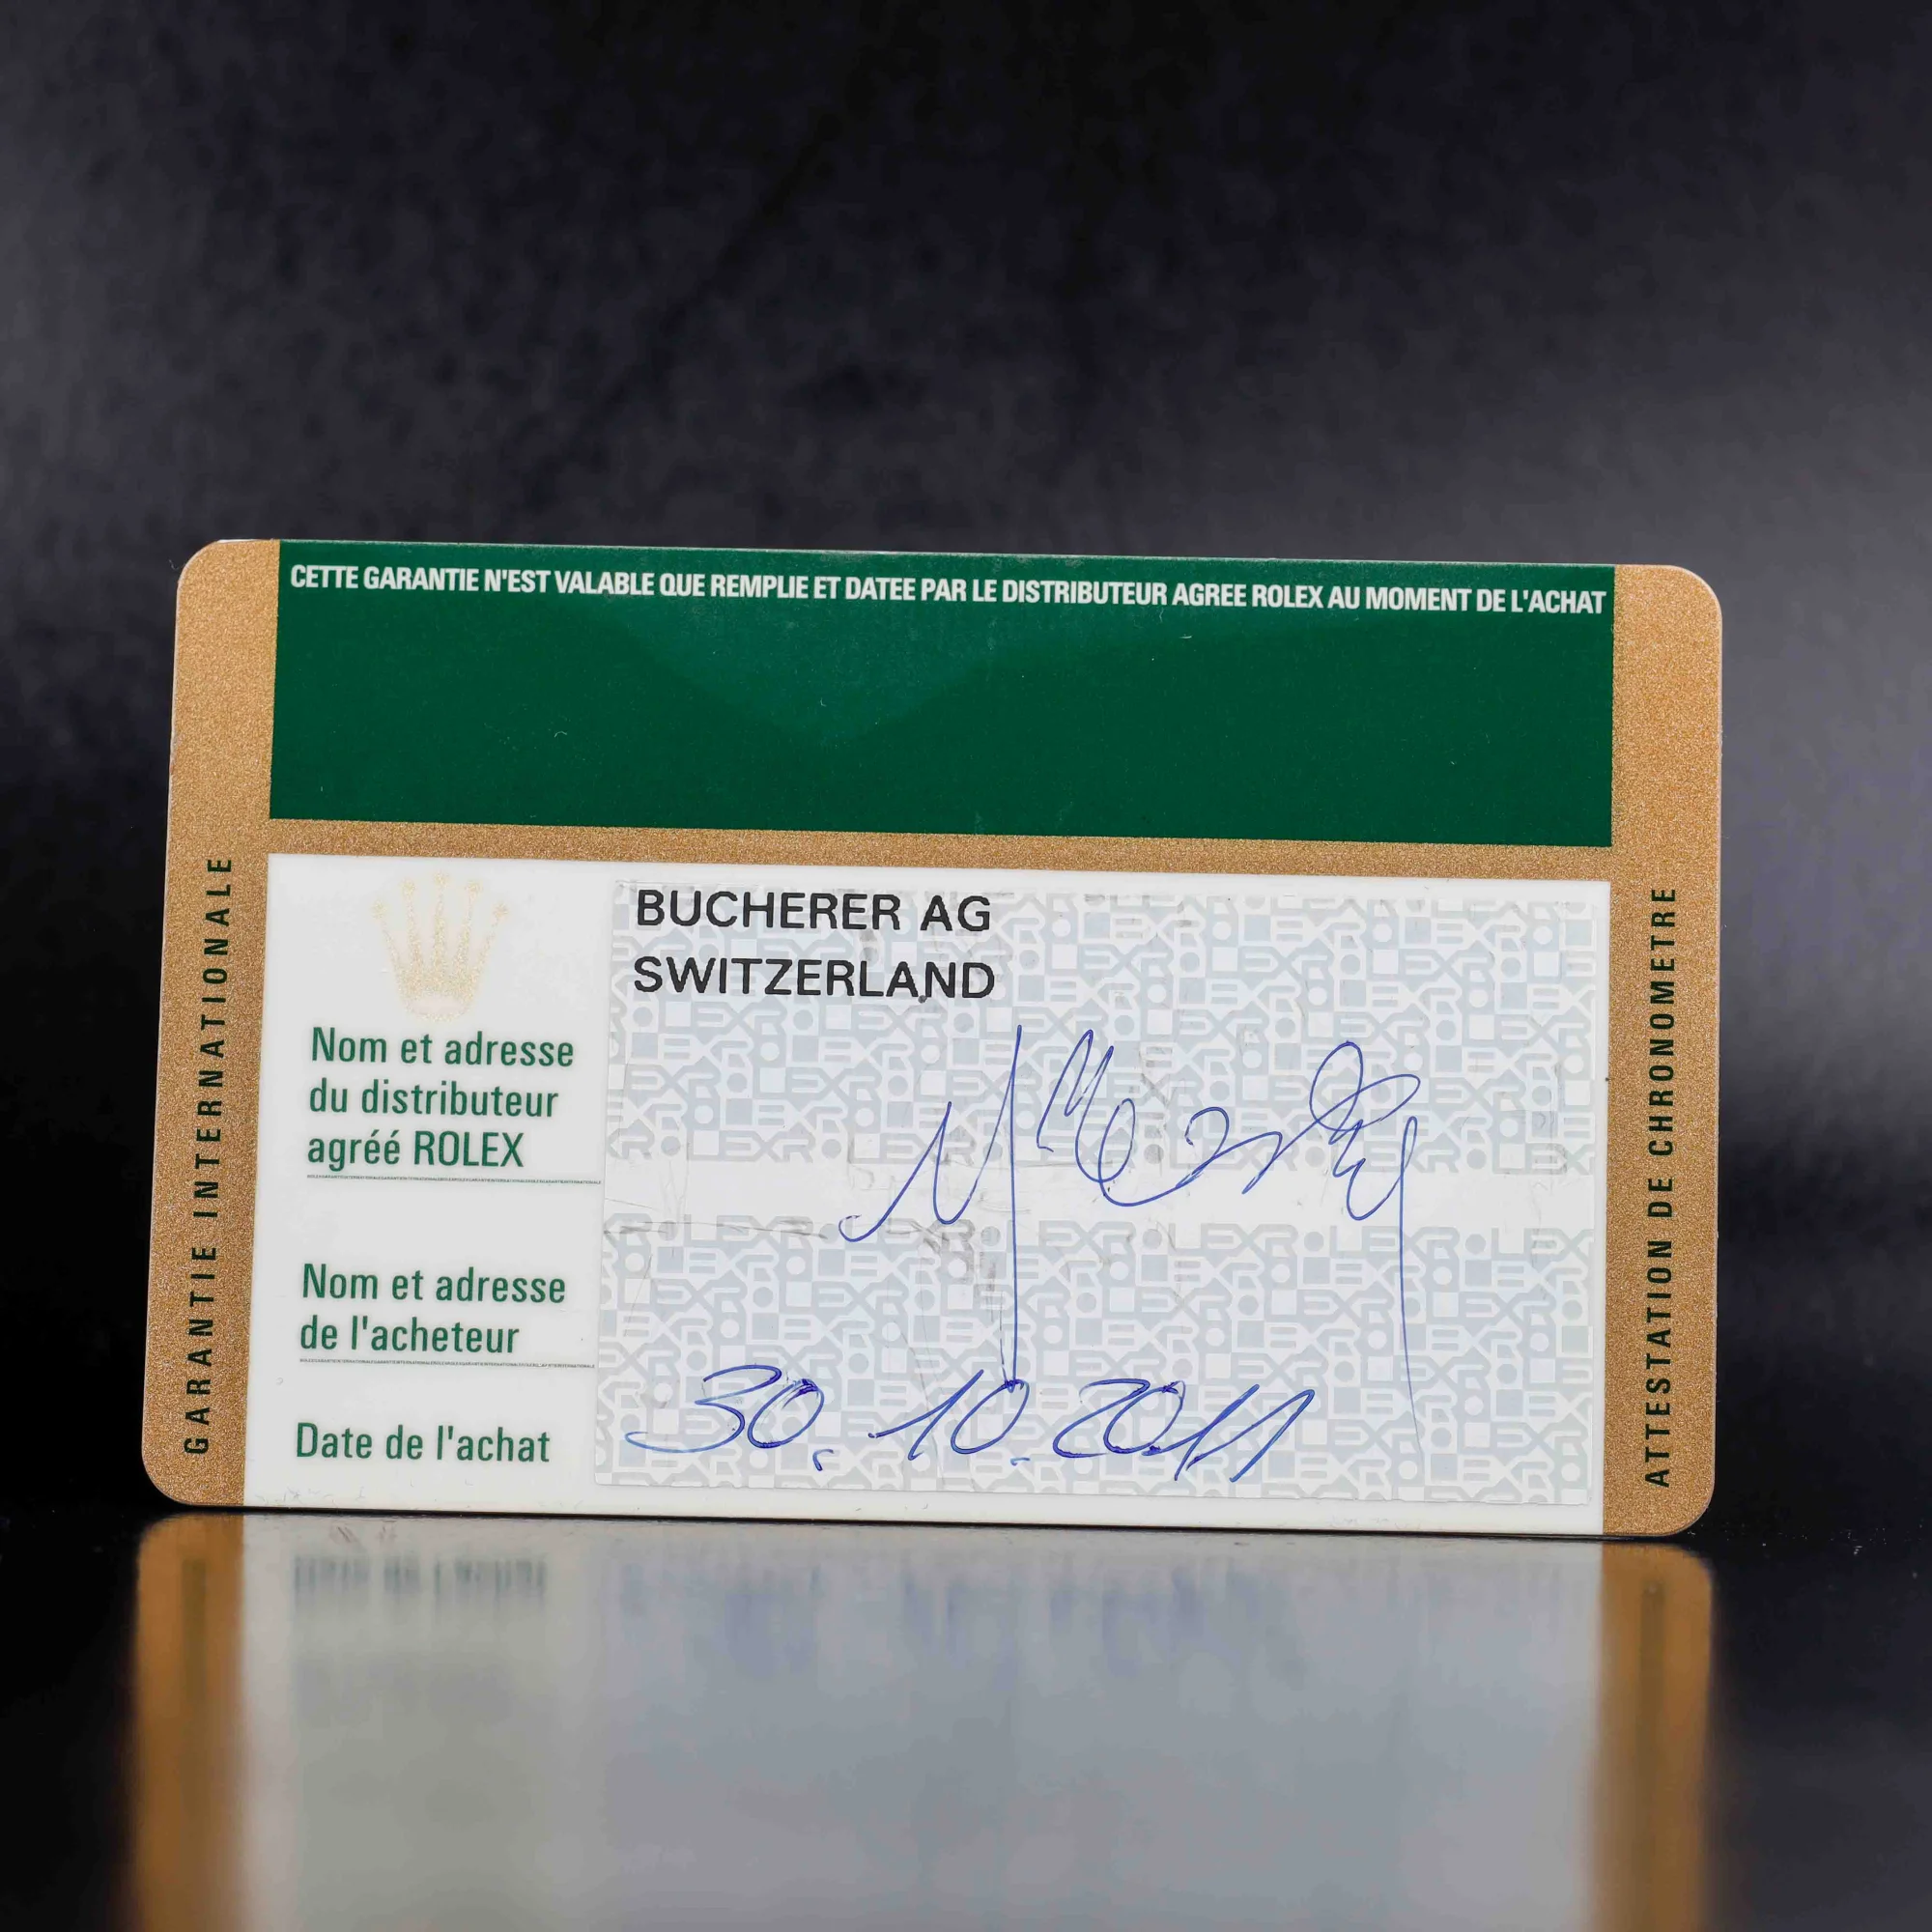 CETTE GARANTIE N'EST VALABLE QUE REMPLIE ET DATEE PAR LE DISTRIBUTEUR AGREE ROLEX AU MOMENT DE L'ACHAT
GARANTIE INTERNATIONALE
BUCHERER AG
SWITZERLAND
Nom et adresse
du distributeur
agréé ROLEX
Nom et adresse
de l'acheteur
Date de l'achat
30.10.2011
ATTESTATION DE CHRONOMETRE